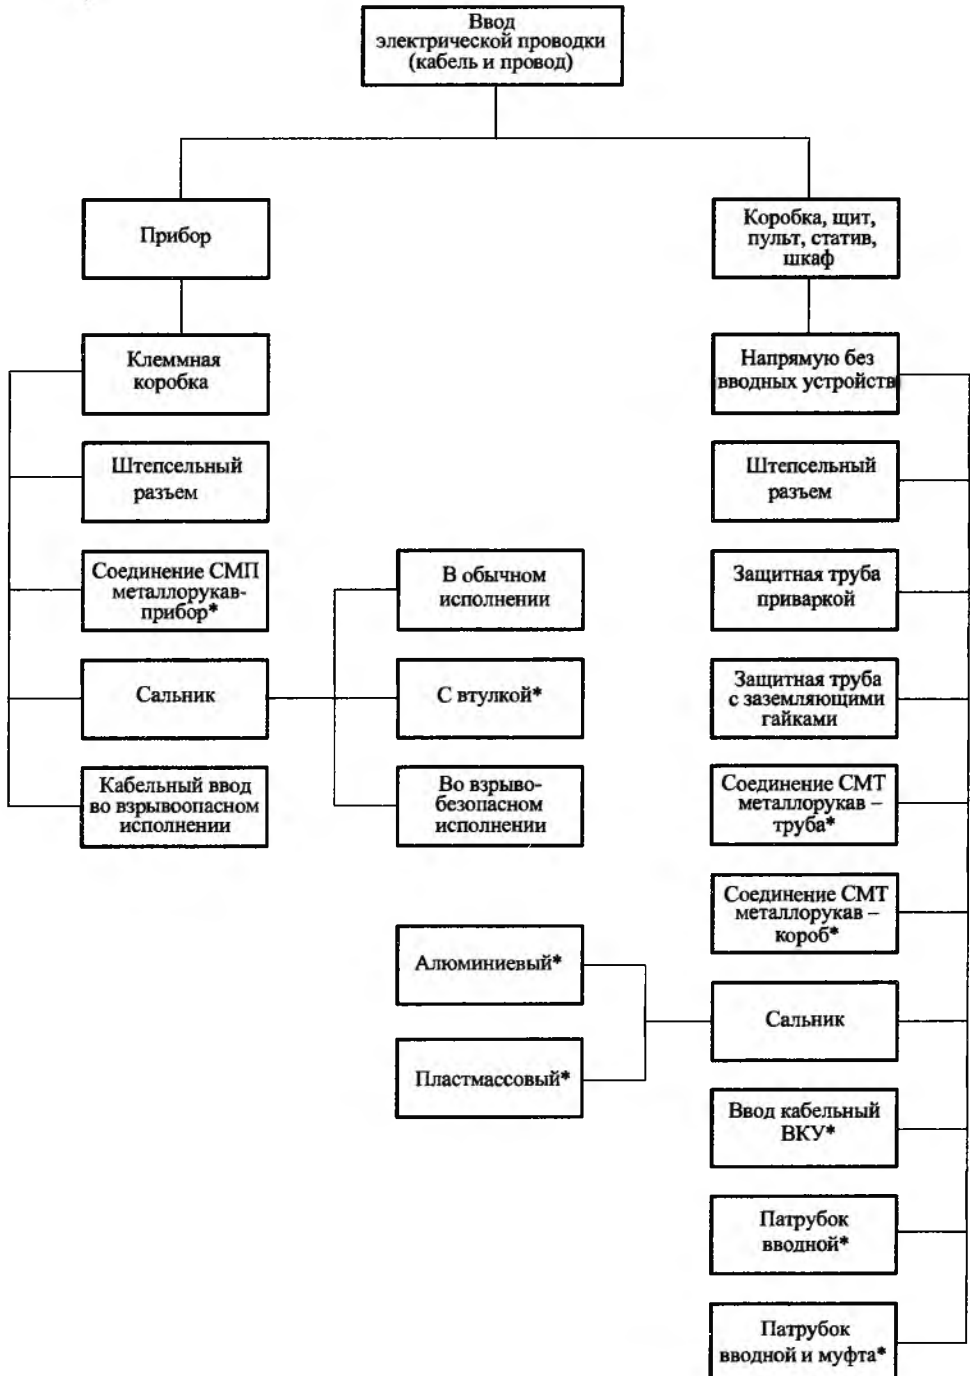 Ввод
электрической проводки
(кабель и провод)
Прибор
Коробка, щит,
пульт, статив,
шкаф
Клеммная
коробка
Напрямую без
вводных устройств
Штепсельный
разъем
Штепсельный
разъем
Соединение СМП
металлорукав-
прибор*
В обычном
исполнении
Защитная труба
приваркой
Сальник
С втулкой*
Защитная труба
с заземляющими
гайками
Кабельный ввод
во взрывоопасном
исполнении
Во взрыво-
безопасном
исполнении
Соединение СМТ
металлорукав –
труба*
Соединение СМТ
металлорукав –
короб*
Алюминиевый*
Сальник
Пластмассовый*
Ввод кабельный
ВКУ*
Патрубок
вводной*
Патрубок
вводной и муфта*